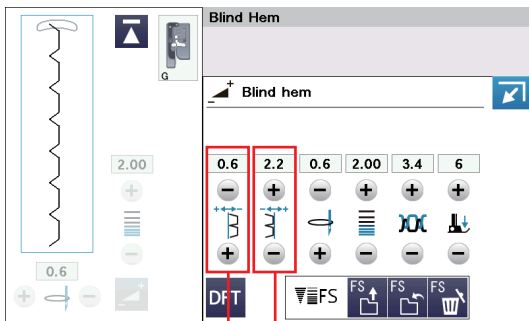 Blind Hem
G
Blind hem
2.00
0.6 2.2 0.6 2.00 3.4 6
0.6
DFT
FS FS FS FS